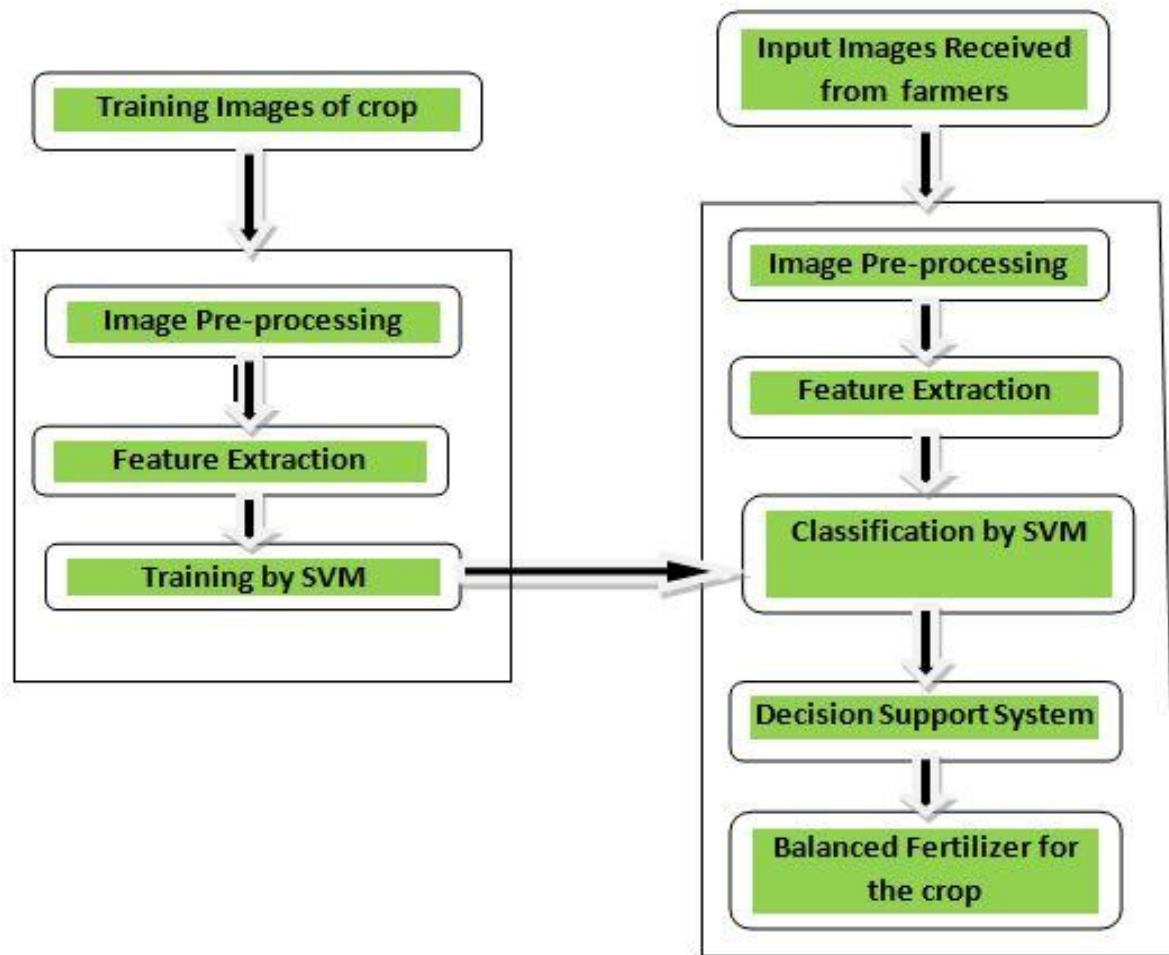 Training Images of crop
Image Pre-processing
Feature Extraction
Training by SVM
Input Images Received
from farmers
Image Pre-processing
Feature Extraction
Classification by SVM
Decision Support System
Balanced Fertilizer for
the crop